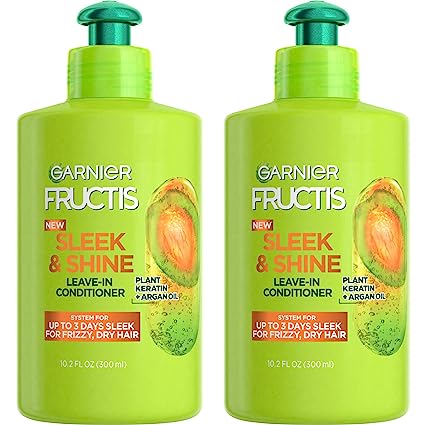 GARNIER
FRUCTIS
NEW
SLEEK
& SHINE
LEAVE-IN
CONDITIONER
PLANT
KERATIN
+ ARGAN OIL
SYSTEM FOR
UP TO 3 DAYS SLEEK
FOR FRIZZY, DRY HAIR
10.2 FL OZ (300 ml)
GARNIER
FRUCTIS
NEW
SLEEK
& SHINE
LEAVE-IN
CONDITIONER
PLANT
KERATIN
+ ARGAN OIL
SYSTEM FOR
UP TO 3 DAYS SLEEK
FOR FRIZZY, DRY HAIR
10.2 FL OZ (300 ml)